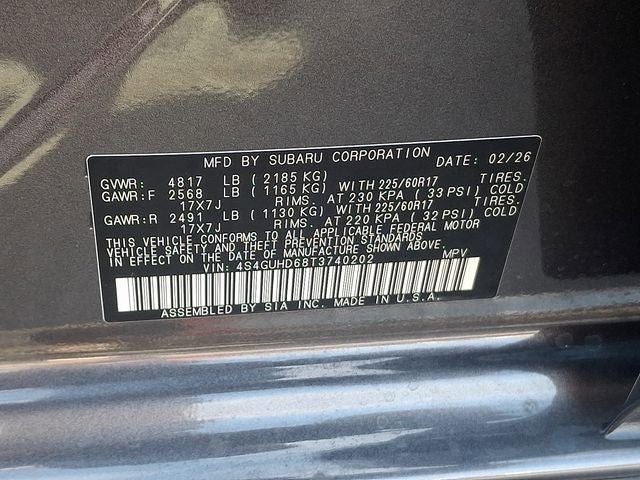 MFD BY SUBARU CORPORATION DATE: 02/26
GVWR: 4817 LB ( 2185 KG)
GAWR:F 2568 LB ( 1165 KG) WITH 225/60R17 TIRES.
17X7J RIMS. AT 230 KPA ( 33 PSI) COLD
GAWR:R 2491 LB ( 1130 KG) WITH 225/60R17 TIRES.
17X7J RIMS. AT 220 KPA ( 32 PSI) COLD
THIS VEHICLE CONFORMS TO ALL APPLICABLE FEDERAL MOTOR
VEHICLE SAFETY AND THEFT PREVENTION STANDARDS
IN EFFECT ON THE DATE OF MANUFACTURE SHOWN ABOVE.
VIN: 4S4GUHD68T3740202 MPV
ASSEMBLED BY SIA INC. MADE IN U.S.A.